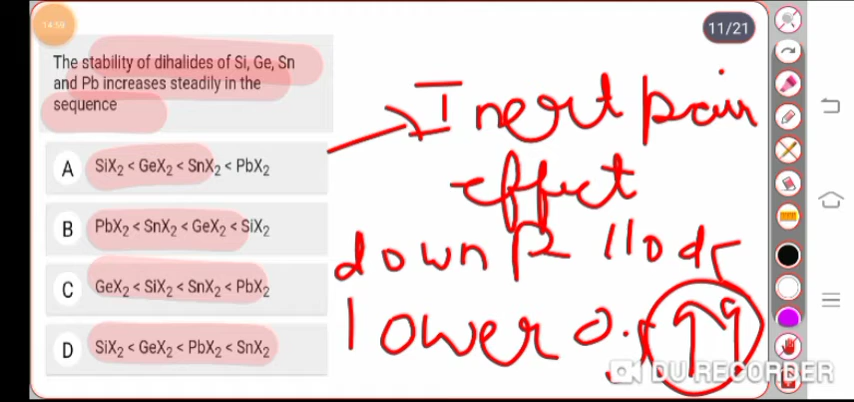 14:59
11/21
The stability of dihalides of Si, Ge, Sn
and Pb increases steadily in the
sequence
A SiX₂ < GeX₂ < SnX₂ < PbX₂
B PbX₂ < SnX₂ < GeX₂ < SiX₂
C GeX₂ < SiX₂ < SnX₂ < PbX₂
D SiX₂ < GeX₂ < PbX₂ < SnX₂
Inert pair
effect
down
lower o.s ↑↑
DU RECORDER